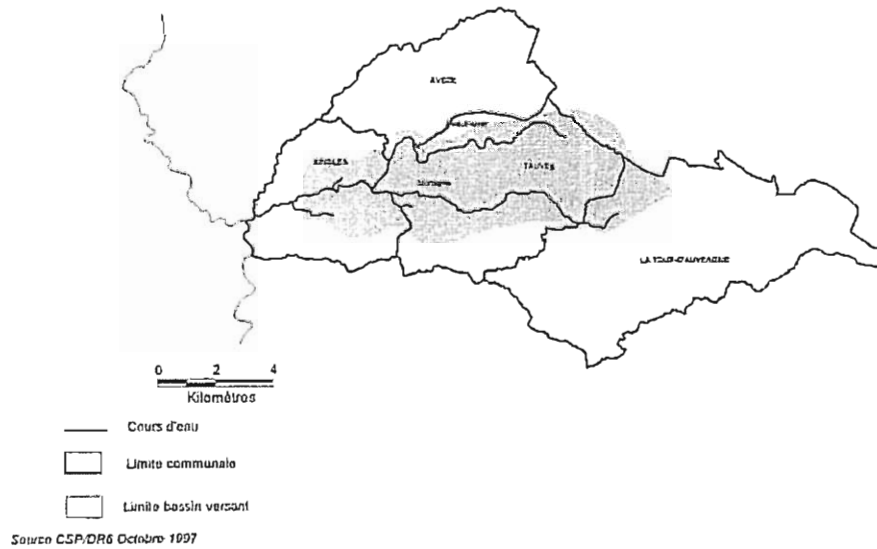 AVEZE
SINGLES
TAUVES
Mortagne
LA TOUR-D'AUVERGNE
0 2 4
Kilomètres
Cours d'eau
Limite communale
Limite bassin versant
Source CSP/DR6 Octobre 1997